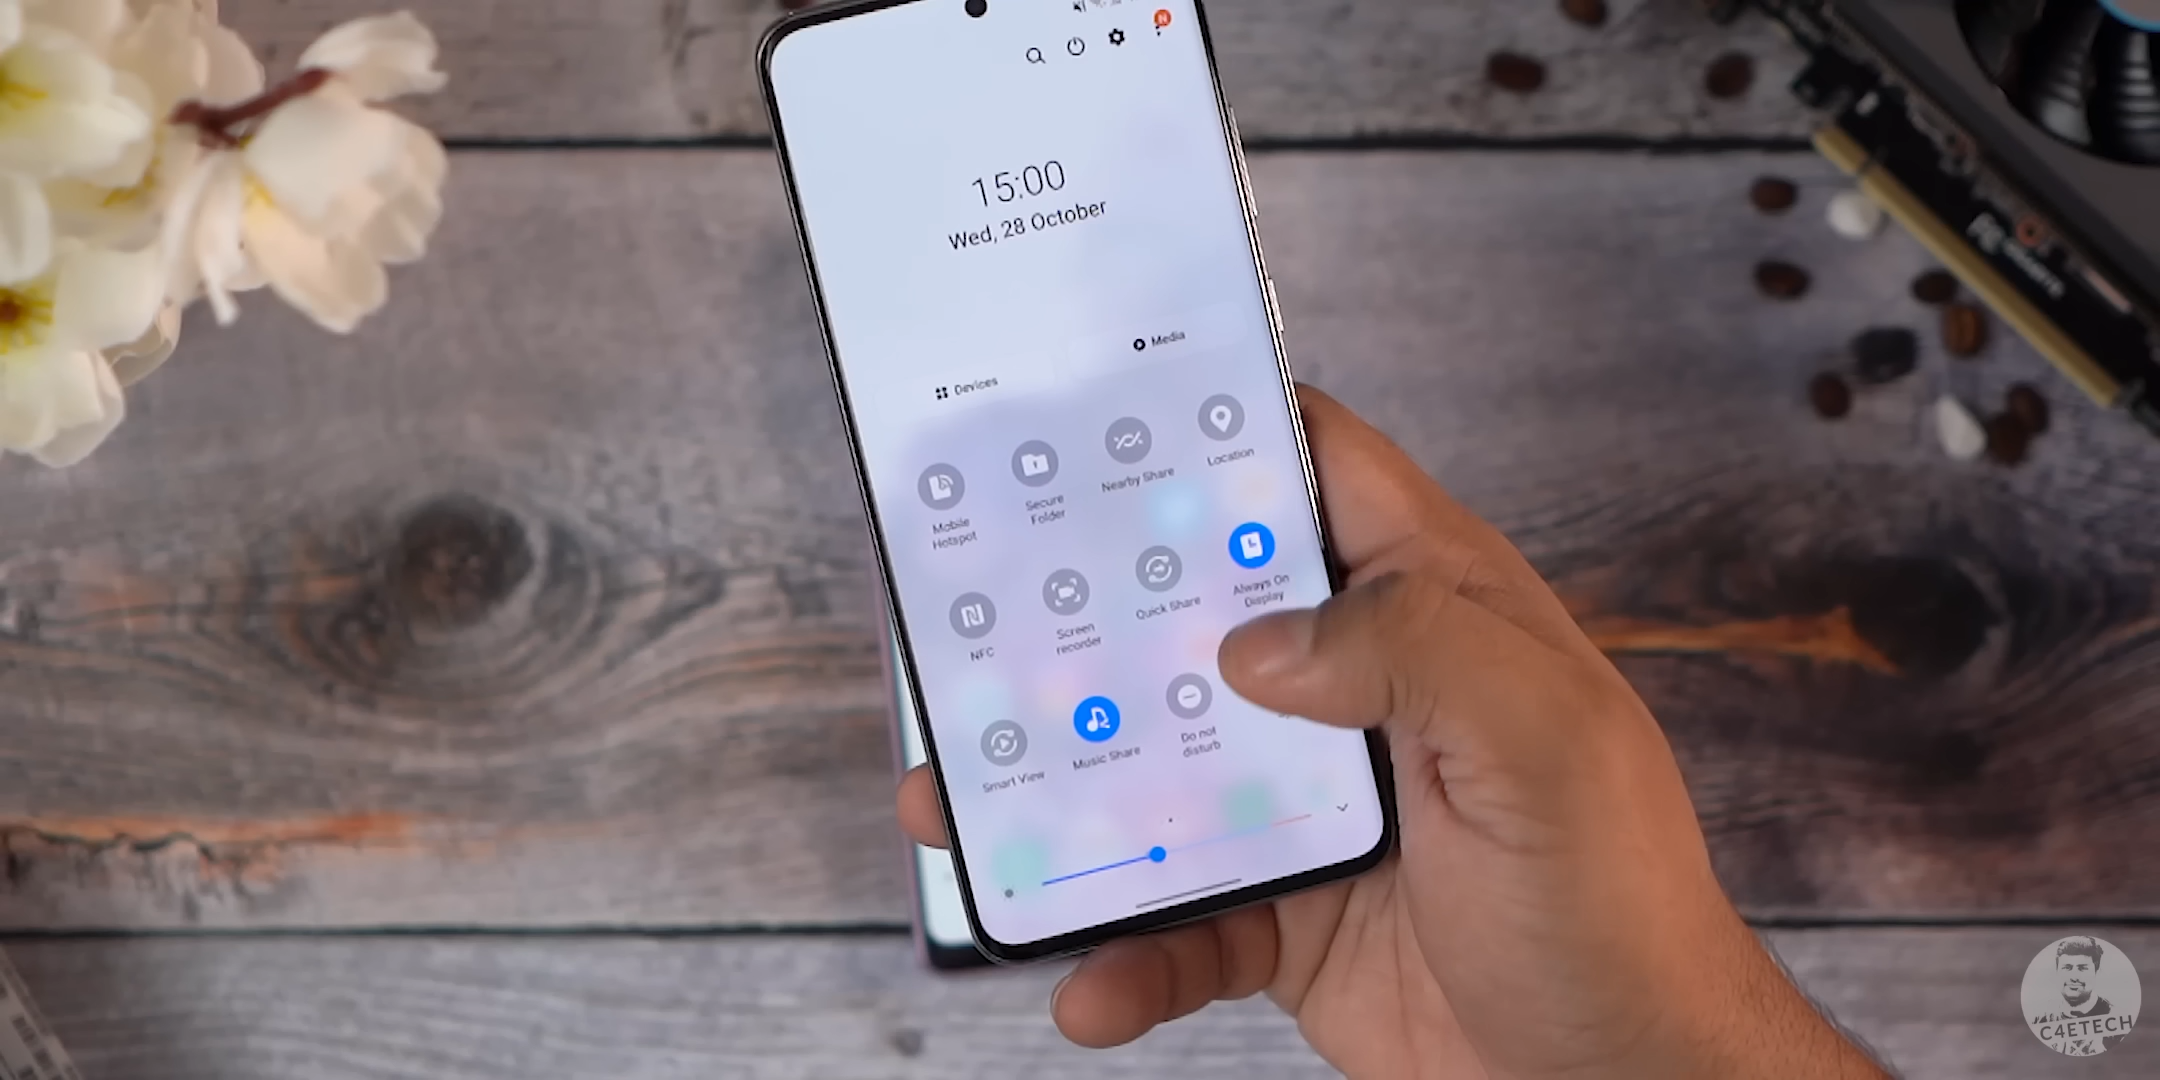 N
15:00
Wed, 28 October
Devices
Media
Mobile
Hotspot
Secure
Folder
Nearby Share
Location
NFC
Screen
recorder
Quick Share
Always On
Display
Smart View
Music Share
Do not
disturb
C4ETECH